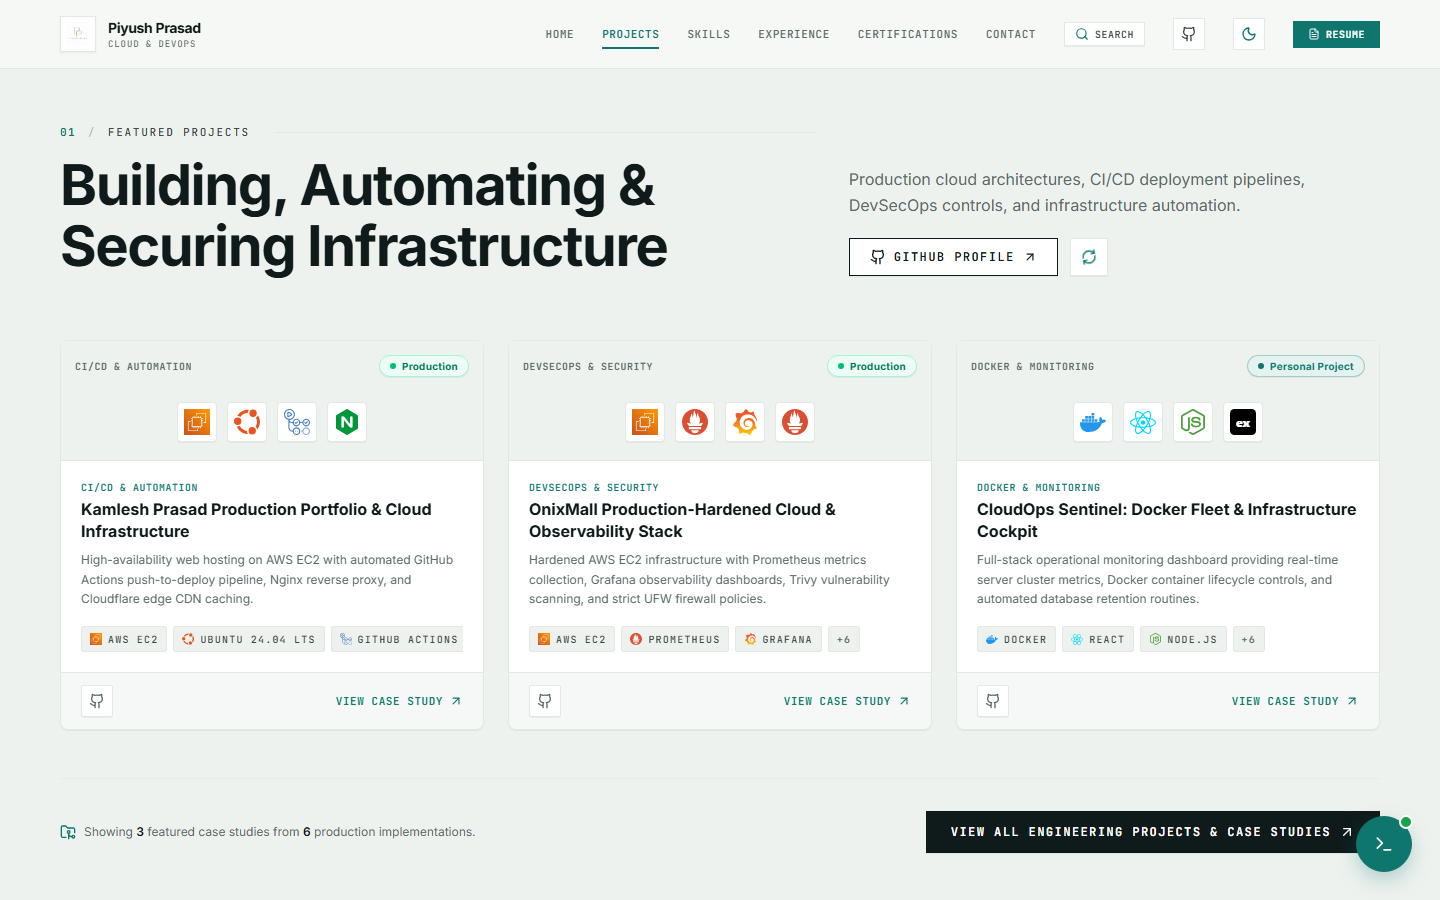 Piyush Prasad
CLOUD & DEVOPS
HOME
PROJECTS
SKILLS
EXPERIENCE
CERTIFICATIONS
CONTACT
SEARCH
RESUME
01 / FEATURED PROJECTS
Building, Automating &
Securing Infrastructure
Production cloud architectures, CI/CD deployment pipelines,
DevSecOps controls, and infrastructure automation.
GITHUB PROFILE
CI/CD & AUTOMATION
Production
N
CI/CD & AUTOMATION
Kamlesh Prasad Production Portfolio & Cloud
Infrastructure
High-availability web hosting on AWS EC2 with automated GitHub
Actions push-to-deploy pipeline, Nginx reverse proxy, and
Cloudflare edge CDN caching.
AWS EC2
UBUNTU 24.04 LTS
GITHUB ACTIONS
VIEW CASE STUDY
DEVSECOPS & SECURITY
Production
DEVSECOPS & SECURITY
OnixMall Production-Hardened Cloud &
Observability Stack
Hardened AWS EC2 infrastructure with Prometheus metrics
collection, Grafana observability dashboards, Trivy vulnerability
scanning, and strict UFW firewall policies.
AWS EC2
PROMETHEUS
GRAFANA
+6
VIEW CASE STUDY
DOCKER & MONITORING
Personal Project
JS
ex
DOCKER & MONITORING
CloudOps Sentinel: Docker Fleet & Infrastructure
Cockpit
Full-stack operational monitoring dashboard providing real-time
server cluster metrics, Docker container lifecycle controls, and
automated database retention routines.
DOCKER
REACT
NODE.JS
+6
VIEW CASE STUDY
Showing 3 featured case studies from 6 production implementations.
VIEW ALL ENGINEERING PROJECTS & CASE STUDIES